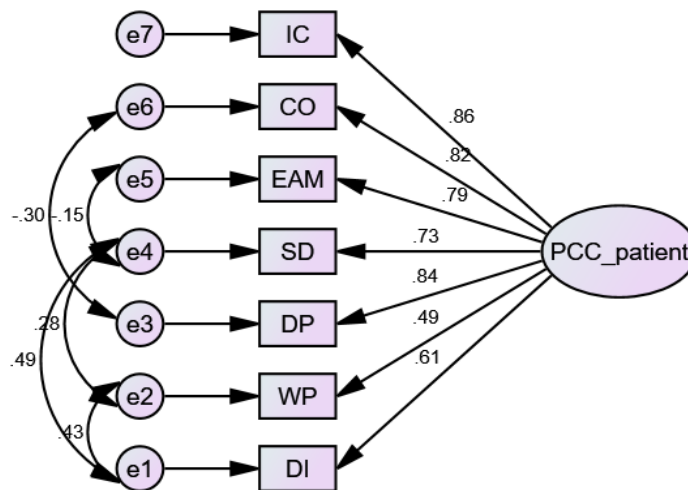 e7 IC
.86
e6 CO
.82
e5 EAM
.79
-.30 -.15
e4 SD
.73
PCC_patient
.84
e3 DP
.28
.49
.49
e2 WP
.61
.43
e1 DI